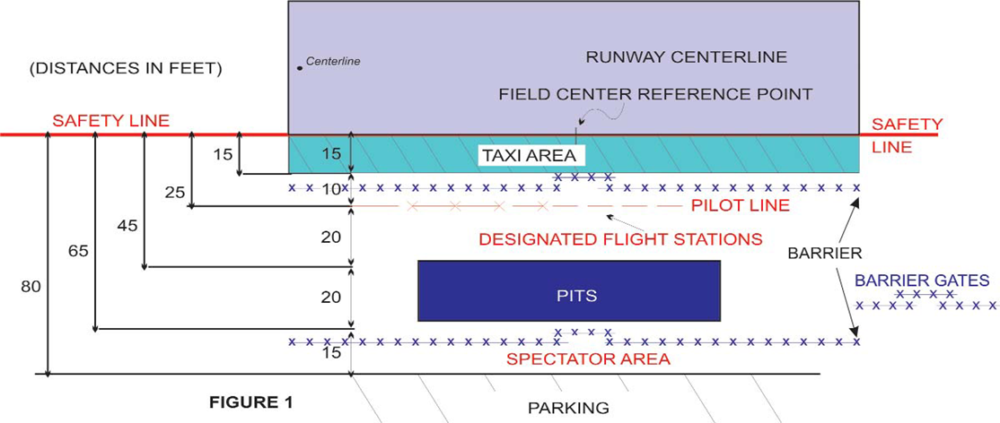 RUNWAY CENTERLINE
(DISTANCES IN FEET)
Centerline
FIELD CENTER REFERENCE POINT
SAFETY LINE
SAFETY
LINE
15
15
TAXI AREA
25
10
PILOT LINE
45
20
DESIGNATED FLIGHT STATIONS
65
BARRIER
80
20
PITS
BARRIER GATES
15
SPECTATOR AREA
FIGURE 1
PARKING